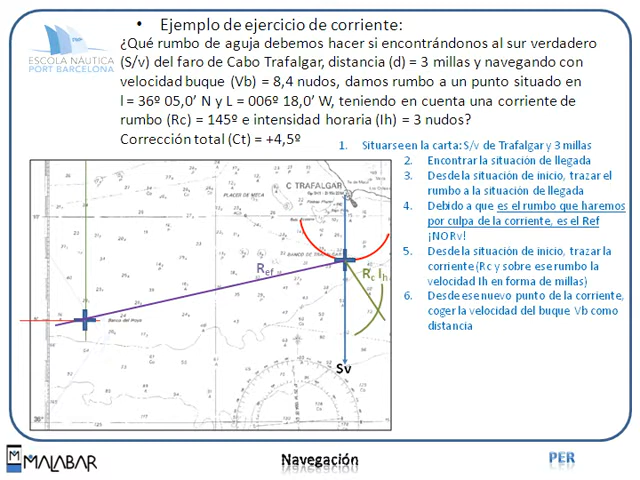 • Ejemplo de ejercicio de corriente:
ESCOLA NÀUTICA
PORT BARCELONA
¿Qué rumbo de aguja debemos hacer si encontrándonos al sur verdadero
(S/v) del faro de Cabo Trafalgar, distancia (d) = 3 millas y navegando con
velocidad buque (Vb) = 8,4 nudos, damos rumbo a un punto situado en
l = 36º 05,0’ N y L = 006º 18,0’ W, teniendo en cuenta una corriente de
rumbo (Rc) = 145º e intensidad horaria (Ih) = 3 nudos?
Corrección total (Ct) = +4,5º
1. Situarse en la carta: S/v de Trafalgar y 3 millas
2. Encontrar la situación de llegada
3. Desde la situación de inicio, trazar el
rumbo a la situación de llegada
4. Debido a que es el rumbo que haremos
por culpa de la corriente, es el Ref
¡NO Rv!
5. Desde la situación de inicio, trazar la
corriente (Rc y sobre ese rumbo la
velocidad Ih en forma de millas)
6. Desde ese nuevo punto de la corriente,
coger la velocidad del buque Vb como
distancia
C TRAFALGAR
PLACER DE MECA
Ref
Rc Ih
Sv
MALABAR
Navegación
PER